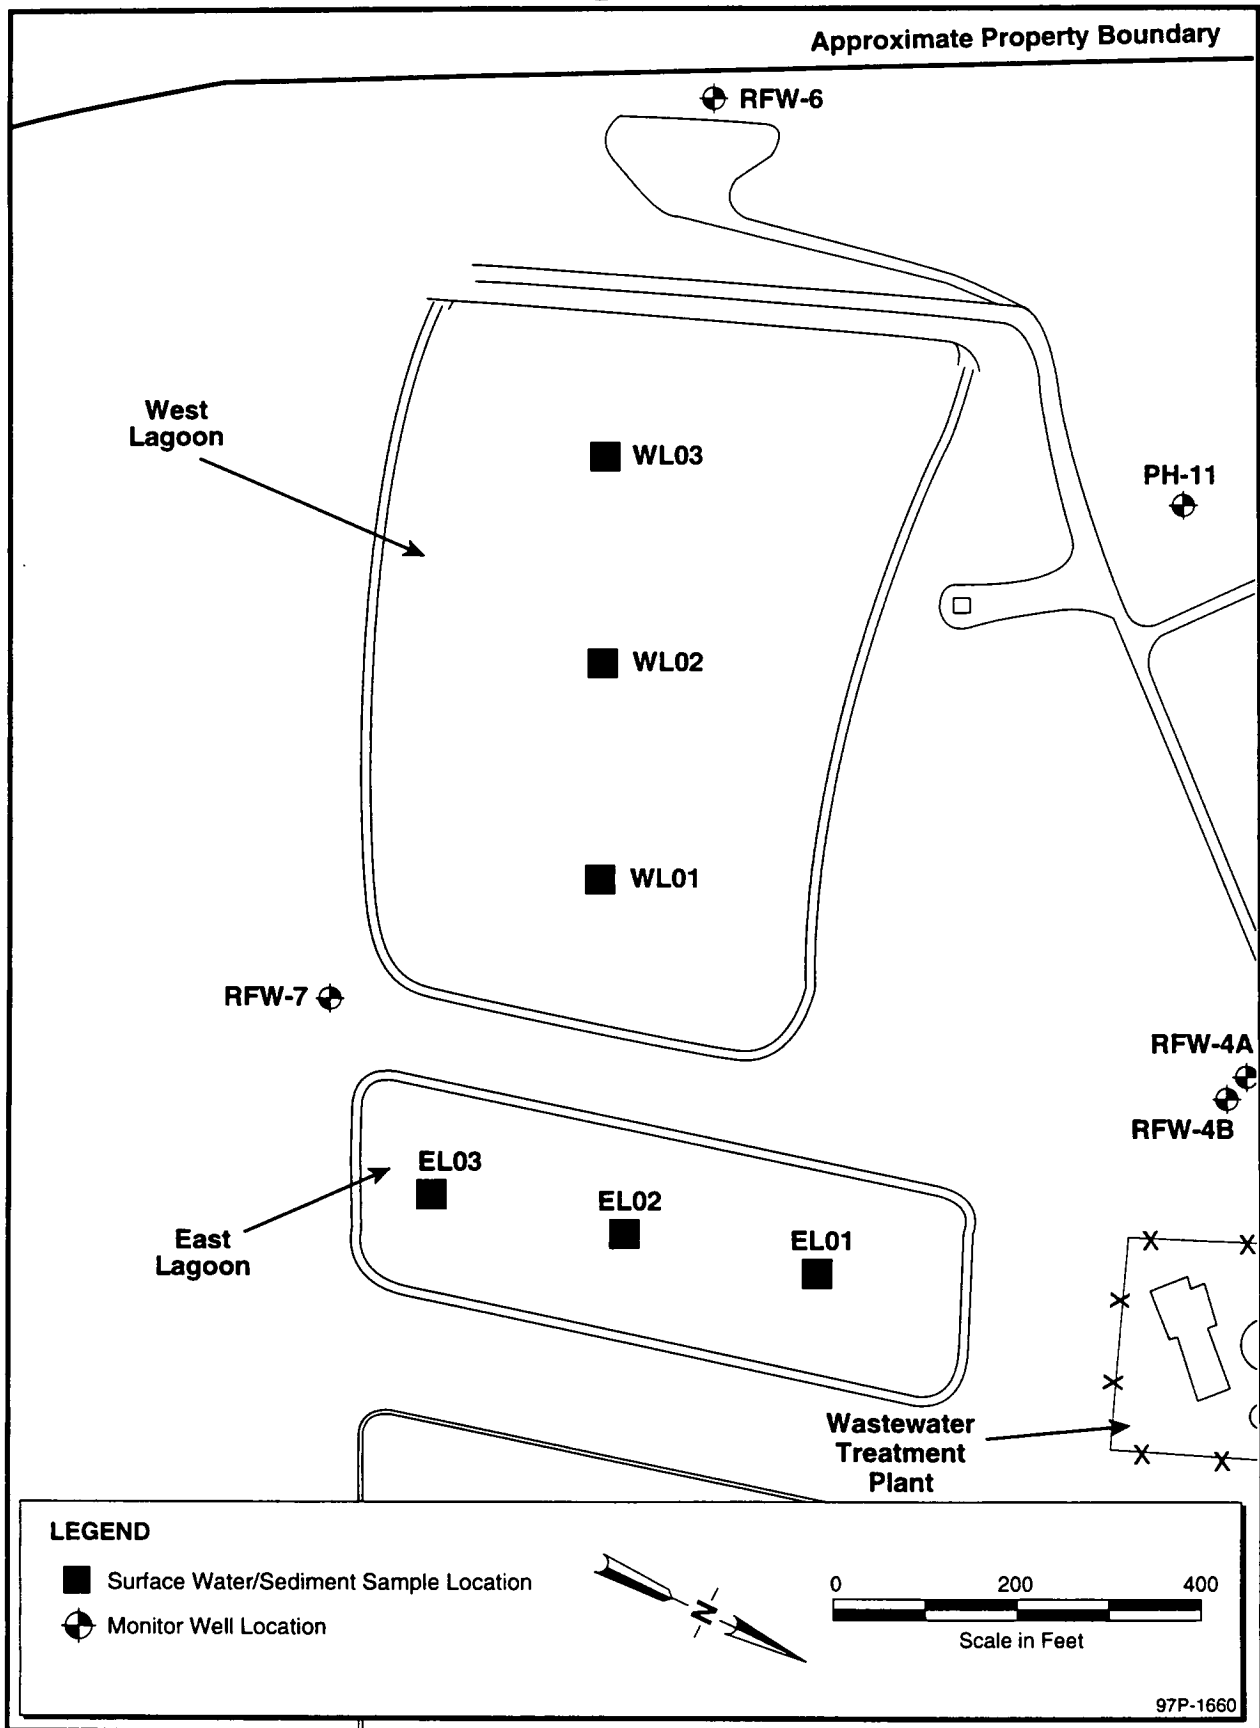 Approximate Property Boundary
RFW-6
West
Lagoon
WL03
PH-11
WL02
WL01
RFW-7
RFW-4A
RFW-4B
EL03
EL02
EL01
East
Lagoon
Wastewater
Treatment
Plant
LEGEND
Surface Water/Sediment Sample Location
Monitor Well Location
N
0 200 400
Scale in Feet
97P-1660